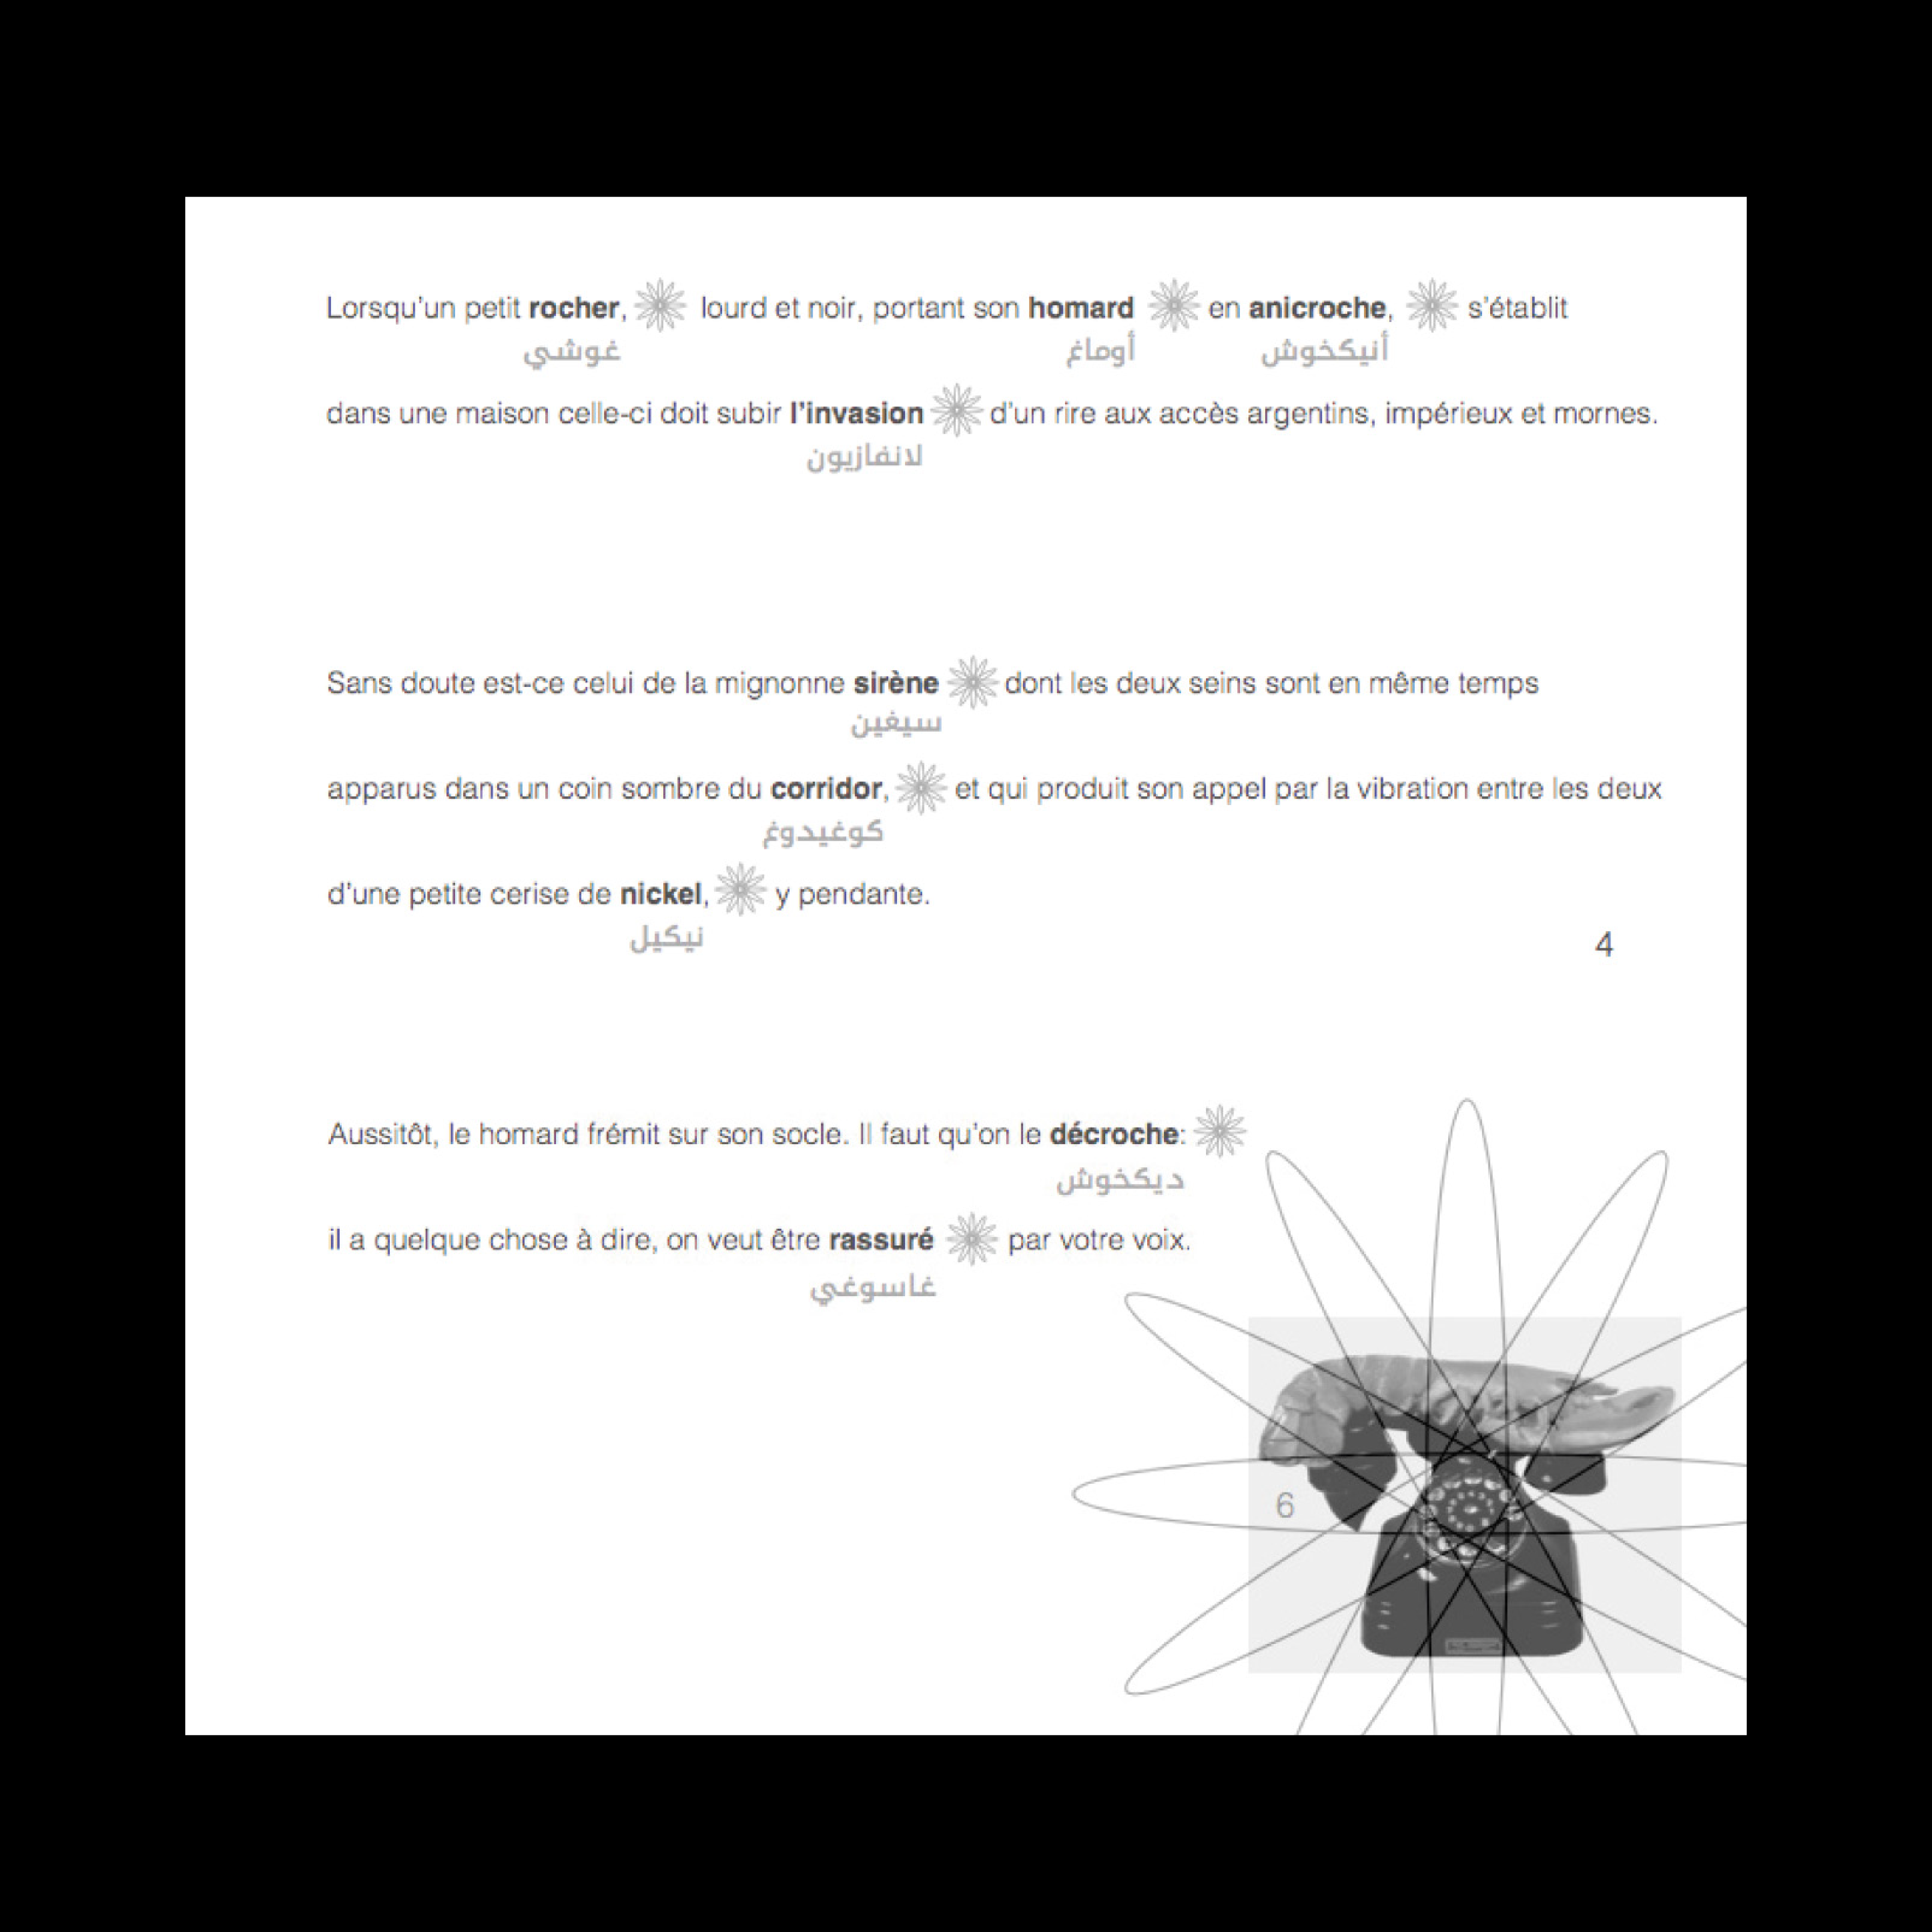 Lorsqu'un petit rocher, lourd et noir, portant son homard en anicroche, s'établit
غوشي أوماغ أنيكخوش
dans une maison celle-ci doit subir l'invasion d'un rire aux accès argentins, impérieux et mornes.
لانفازيون
Sans doute est-ce celui de la mignonne sirène dont les deux seins sont en même temps
سيغين
apparus dans un coin sombre du corridor, et qui produit son appel par la vibration entre les deux
كوغيدوغ
d'une petite cerise de nickel, y pendante.
نيكيل
4
Aussitôt, le homard frémit sur son socle. Il faut qu'on le décroche:
ديكخوش
il a quelque chose à dire, on veut être rassuré par votre voix.
غاسوغي
6